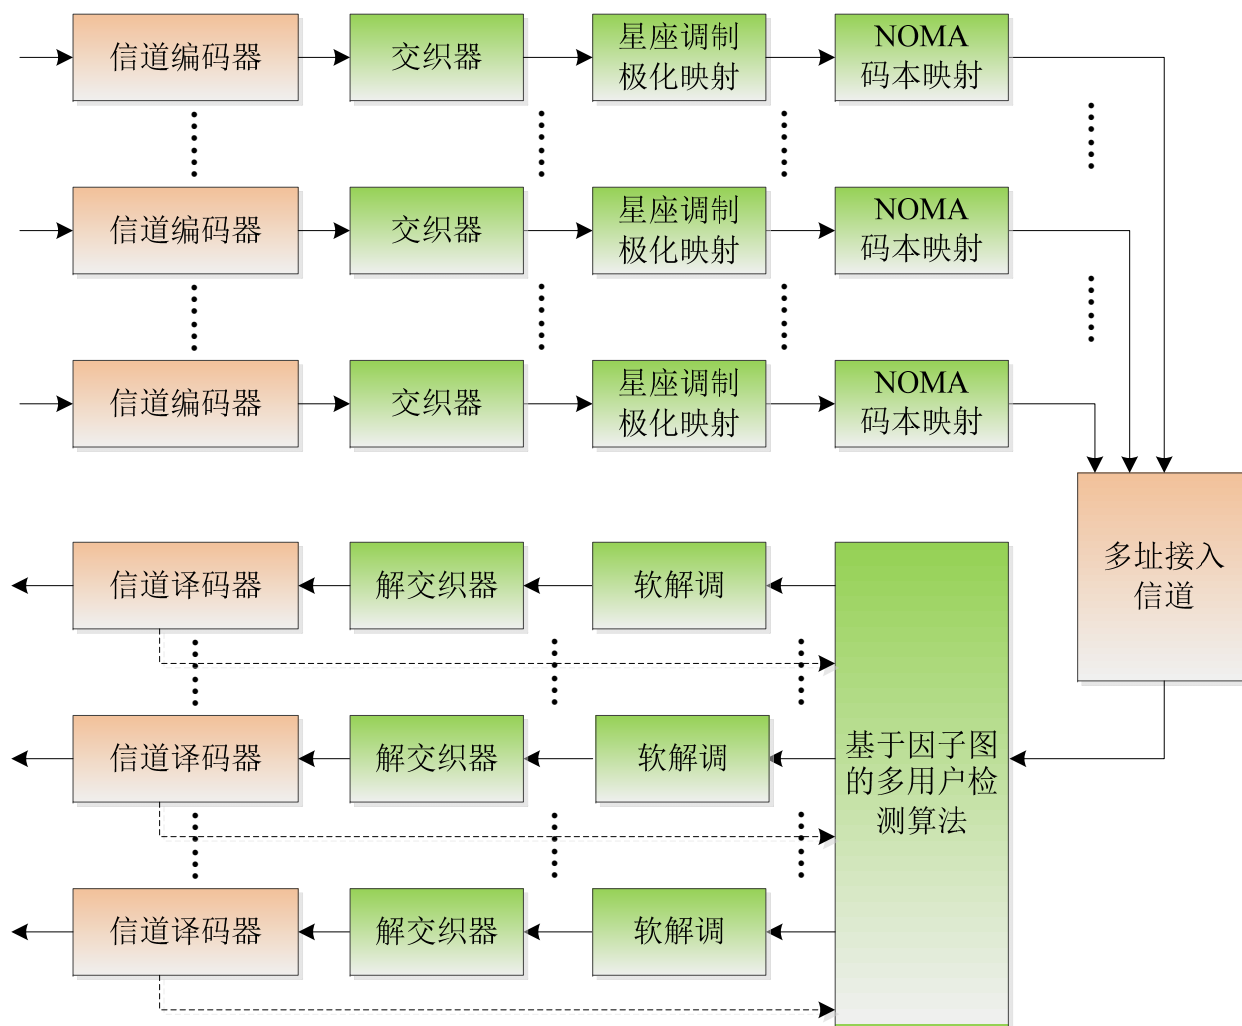 信道编码器
交织器
星座调制
极化映射
NOMA
码本映射
信道编码器
交织器
星座调制
极化映射
NOMA
码本映射
信道编码器
交织器
星座调制
极化映射
NOMA
码本映射
多址接入
信道
信道译码器
解交织器
软解调
信道译码器
解交织器
软解调
基于因子图
的多用户检
测算法
信道译码器
解交织器
软解调